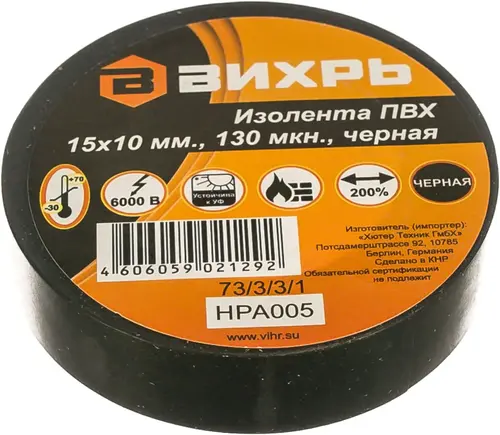 ВИХРЬ
Изолента ПВХ
15х10 мм., 130 мкн., черная
+70
-30
6000 В
Устойчива к УФ
200%
ЧЕРНАЯ
Изготовитель (импортер):
«Хютер Техник ГмбХ»
Потсдамерштрассе 92, 10785
Берлин, Германия
Сделано в КНР
Обязательной сертификации
не подлежит
4 606059 021292
73/3/3/1
HPA005
www.vihr.su